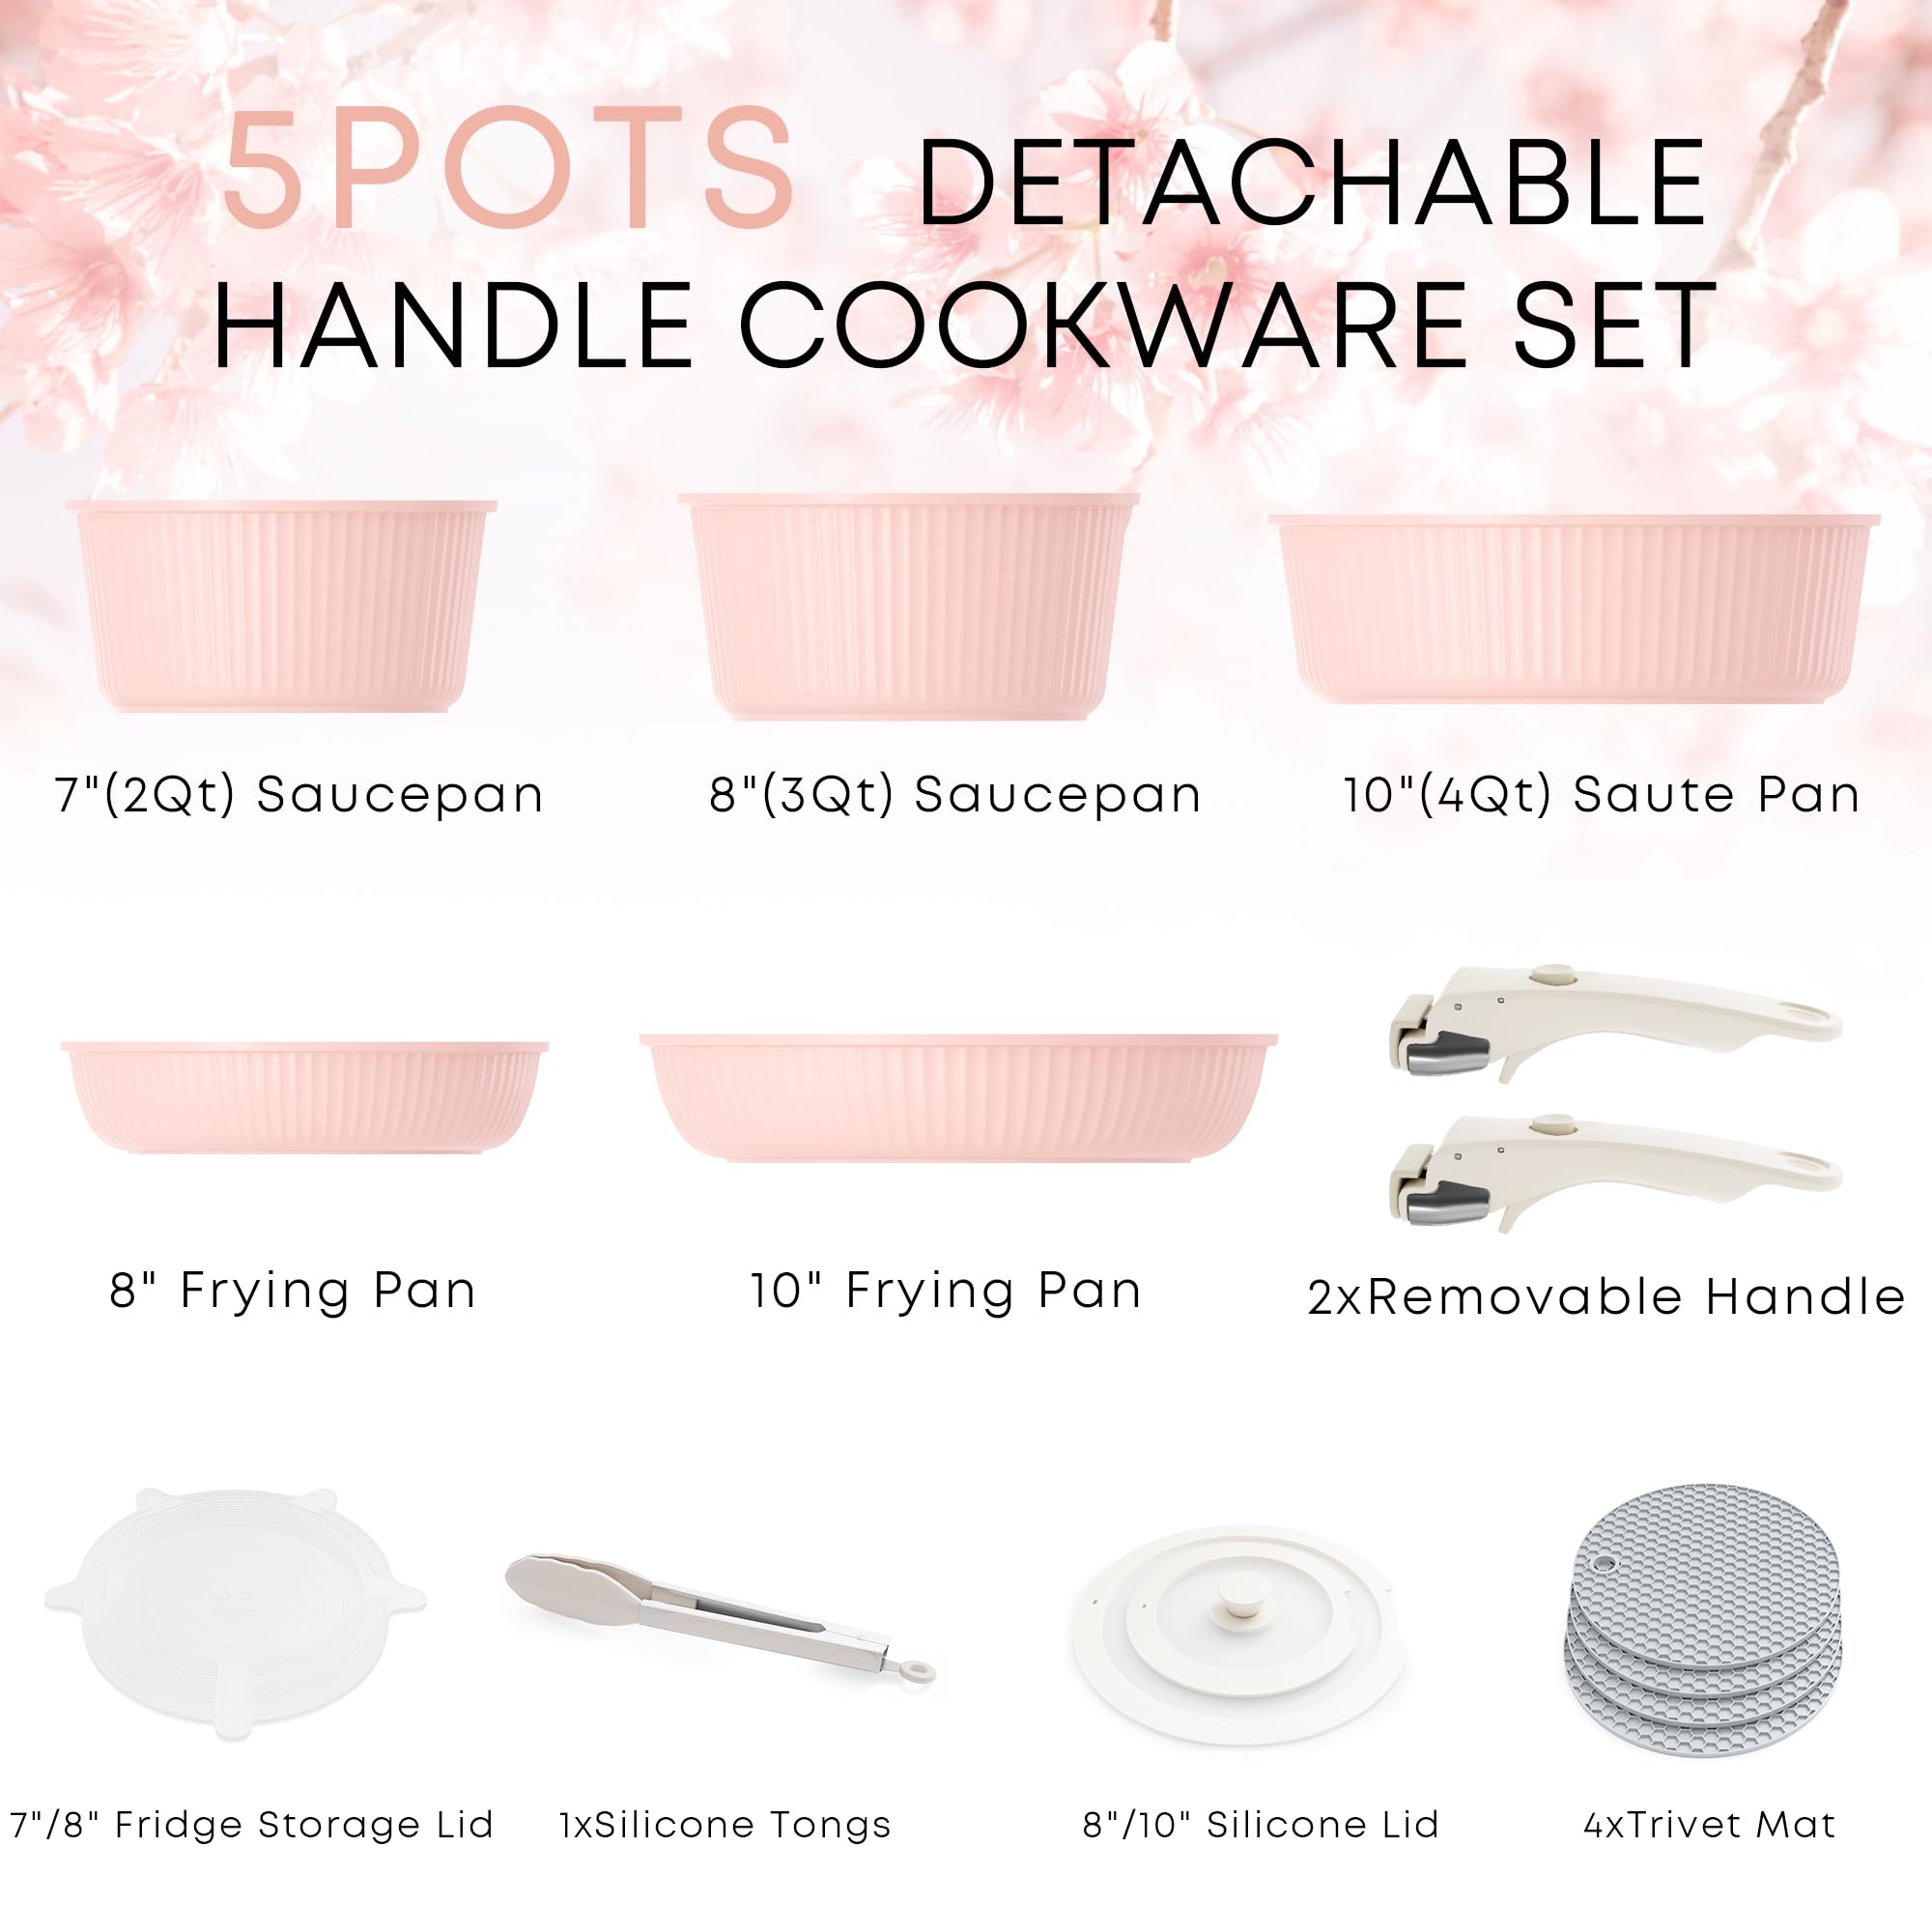 5POTS DETACHABLE
HANDLE COOKWARE SET
7"(2Qt) Saucepan
8"(3Qt) Saucepan
10"(4Qt) Saute Pan
8" Frying Pan
10" Frying Pan
2xRemovable Handle
7"/8" Fridge Storage Lid
1xSilicone Tongs
8"/10" Silicone Lid
4xTrivet Mat